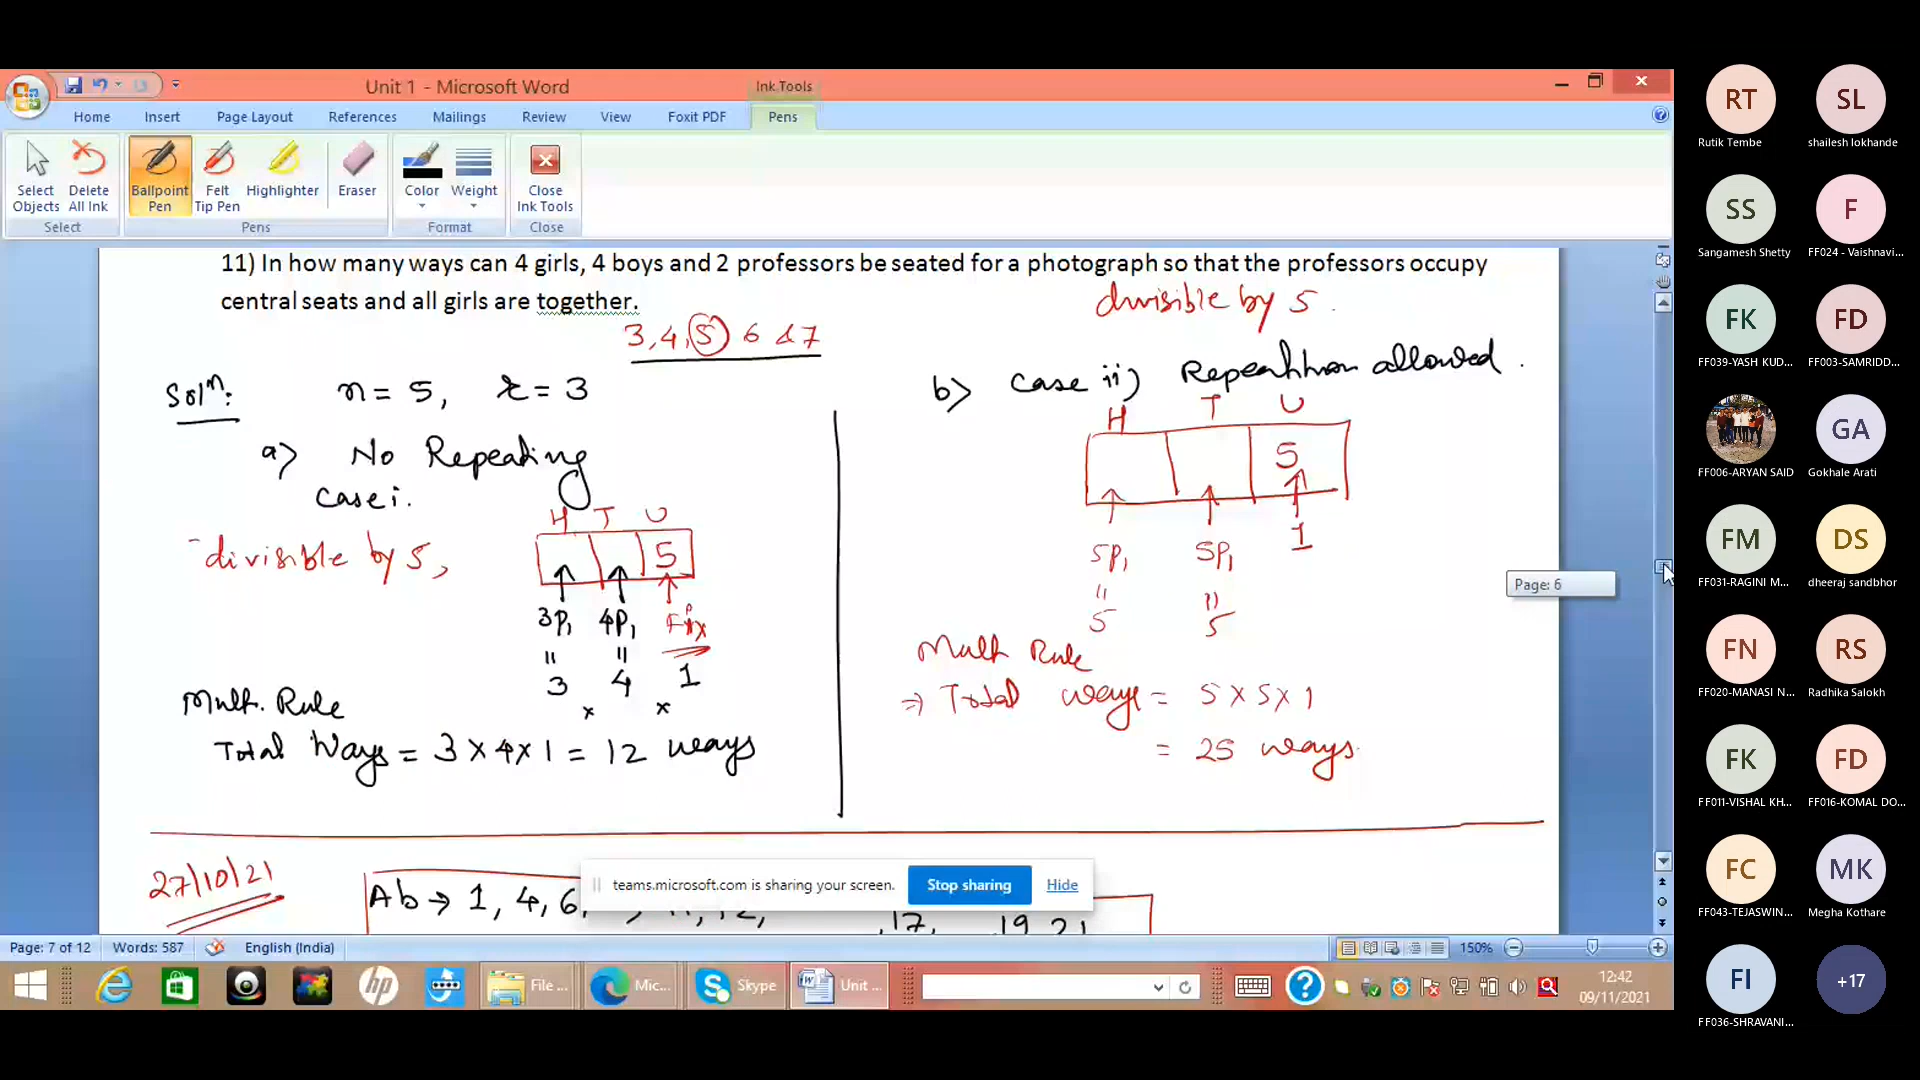 Unit 1 - Microsoft Word
Ink Tools
Home Insert Page Layout References Mailings Review View Foxit PDF Pens
Select Objects
Delete All Ink
Ballpoint Pen
Felt Tip Pen
Highlighter
Eraser
Color
Weight
Close Ink Tools
Select Pens Format Close
11) In how many ways can 4 girls, 4 boys and 2 professors be seated for a photograph so that the professors occupy
central seats and all girls are together.
divisible by 5.
3, 4, 5 6 & 7
Soln: n = 5, r = 3
a) No Repeating
Case i.
divisible by 5,
H T U
5
3P1 4P1 Fix
= = 
3 4 1
x x
Mult. Rule
Total Ways = 3 x 4 x 1 = 12 ways
b) Case ii) Repeatition allowed.
H T U
5
5P1 5P1 1
= =
5 5
Mult Rule
⇒ Total ways = 5 x 5 x 1
= 25 ways.
Page: 6
27/10/21
Ab → 1, 4, 6,
, 17, 19 21
teams.microsoft.com is sharing your screen. Stop sharing Hide
Page: 7 of 12 Words: 587 English (India) 150%
File ... Mic... Skype Unit ...
12:42
09/11/2021
RT SL
Rutik Tembe shailesh lokhande
SS F
Sangamesh Shetty FF024 - Vaishnavi...
FK FD
FF039-YASH KUD... FF003-SAMRIDD...
GA
FF006-ARYAN SAID Gokhale Arati
FM DS
FF031-RAGINI M... dheeraj sandbhor
FN RS
FF020-MANASI N... Radhika Salokh
FK FD
FF011-VISHAL KH... FF016-KOMAL DO...
FC MK
FF043-TEJASWIN... Megha Kothare
FI +17
FF036-SHRAVANI...